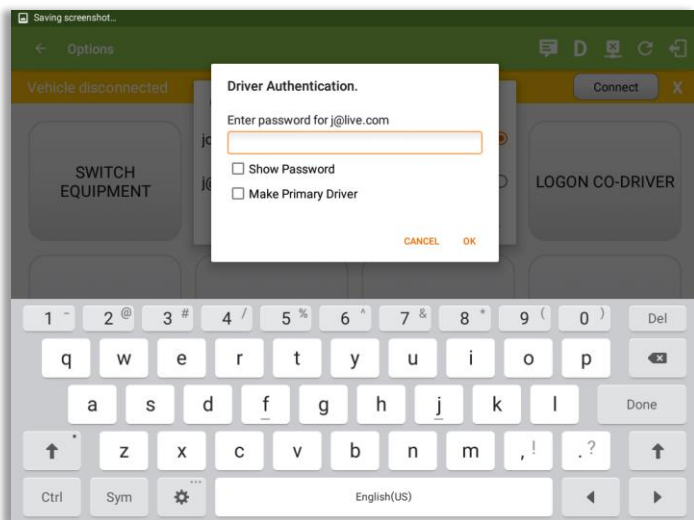 Saving screenshot...
Options
D
Vehicle disconnected
Connect
X
Driver Authentication.
Enter password for j@live.com
Show Password
Make Primary Driver
CANCEL
OK
SWITCH
EQUIPMENT
LOGON CO-DRIVER
1 - 2 @ 3 # 4 / 5 % 6 ^ 7 & 8 * 9 ( 0 ) Del
q w e r t y u i o p
a s d f g h j k l Done
z x c v b n m , ! . ?
Ctrl Sym English(US)